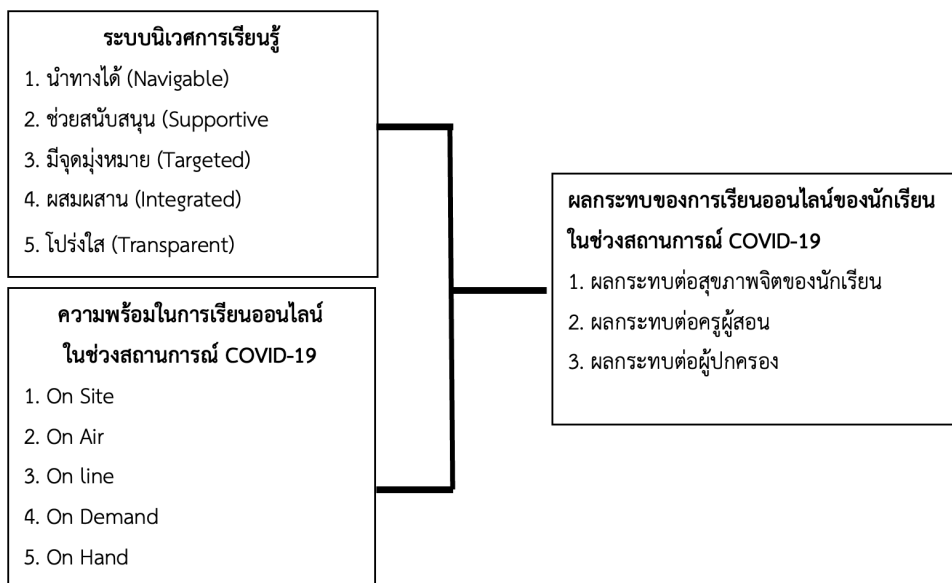 ระบบนิเวศการเรียนรู้
1. นำทางได้ (Navigable)
2. ช่วยสนับสนุน (Supportive
3. มีจุดมุ่งหมาย (Targeted)
4. ผสมผสาน (Integrated)
5. โปร่งใส (Transparent)
ความพร้อมในการเรียนออนไลน์
ในช่วงสถานการณ์ COVID-19
1. On Site
2. On Air
3. On line
4. On Demand
5. On Hand
ผลกระทบของการเรียนออนไลน์ของนักเรียน
ในช่วงสถานการณ์ COVID-19
1. ผลกระทบต่อสุขภาพจิตของนักเรียน
2. ผลกระทบต่อครูผู้สอน
3. ผลกระทบต่อผู้ปกครอง